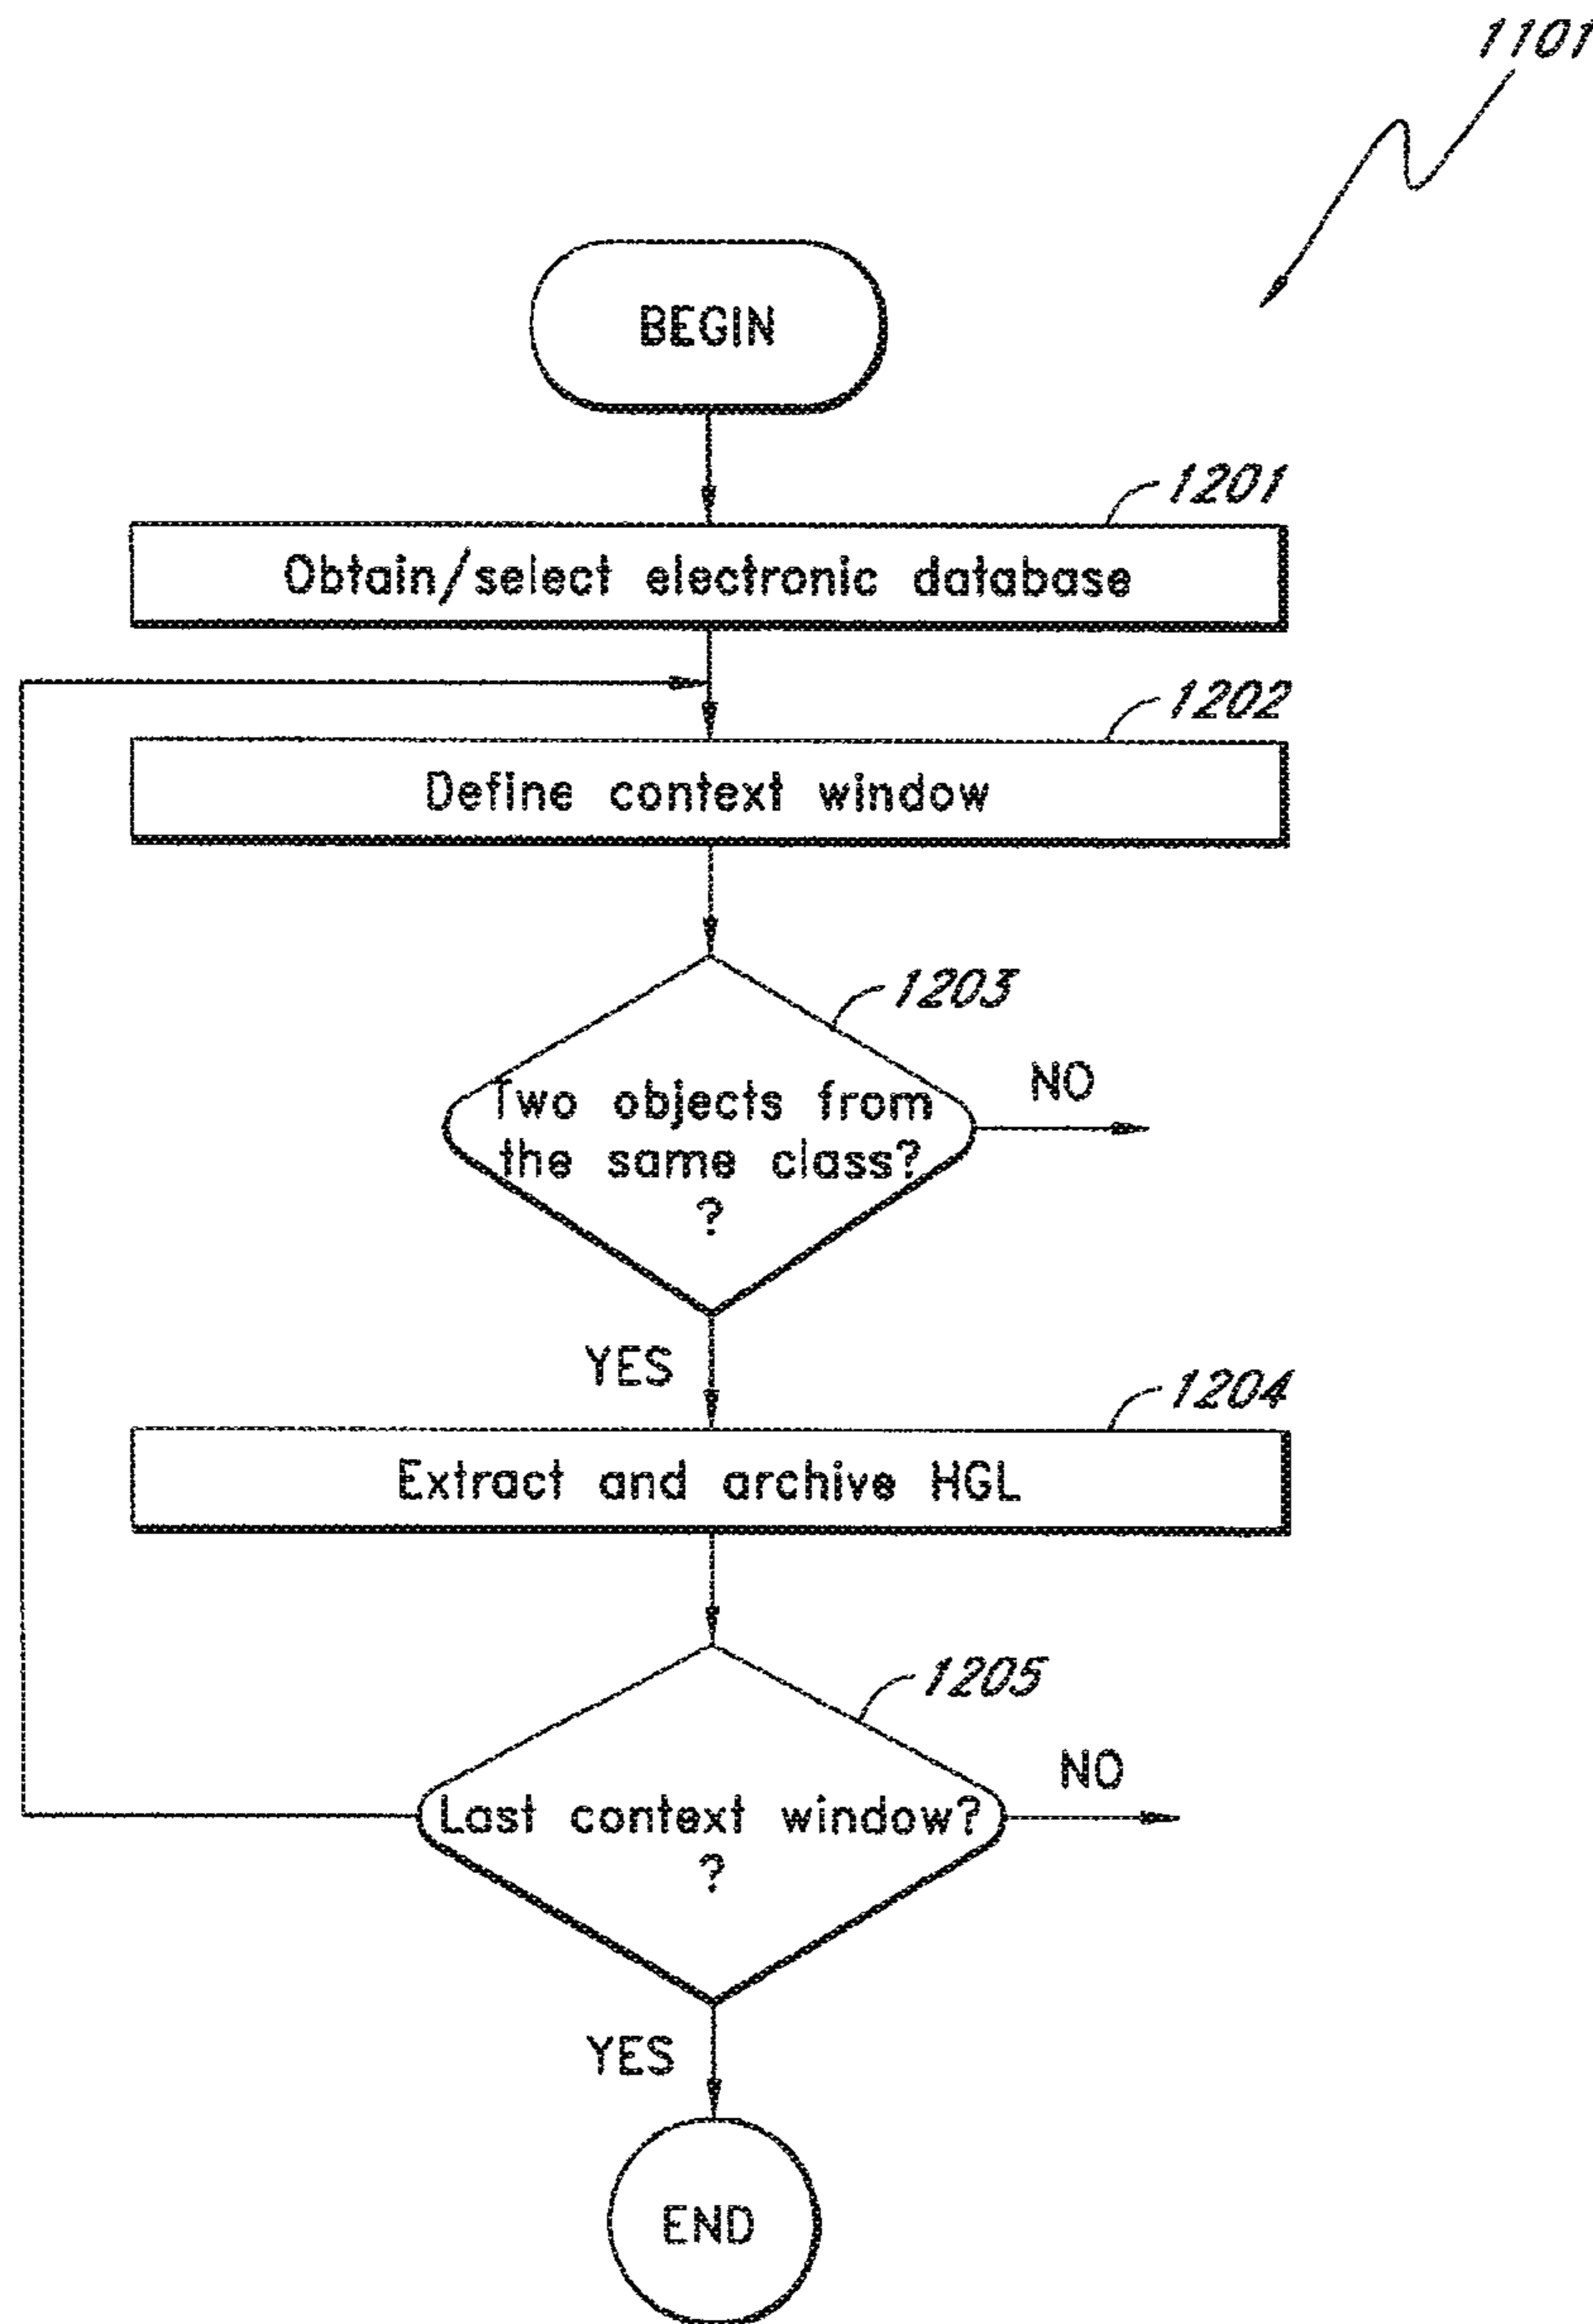 1101
BEGIN
1201
Obtain/select electronic database
1202
Define context window
1203
Two objects from
the same class?
?
NO
YES
1204
Extract and archive HGL
1205
Last context window?
?
NO
YES
END